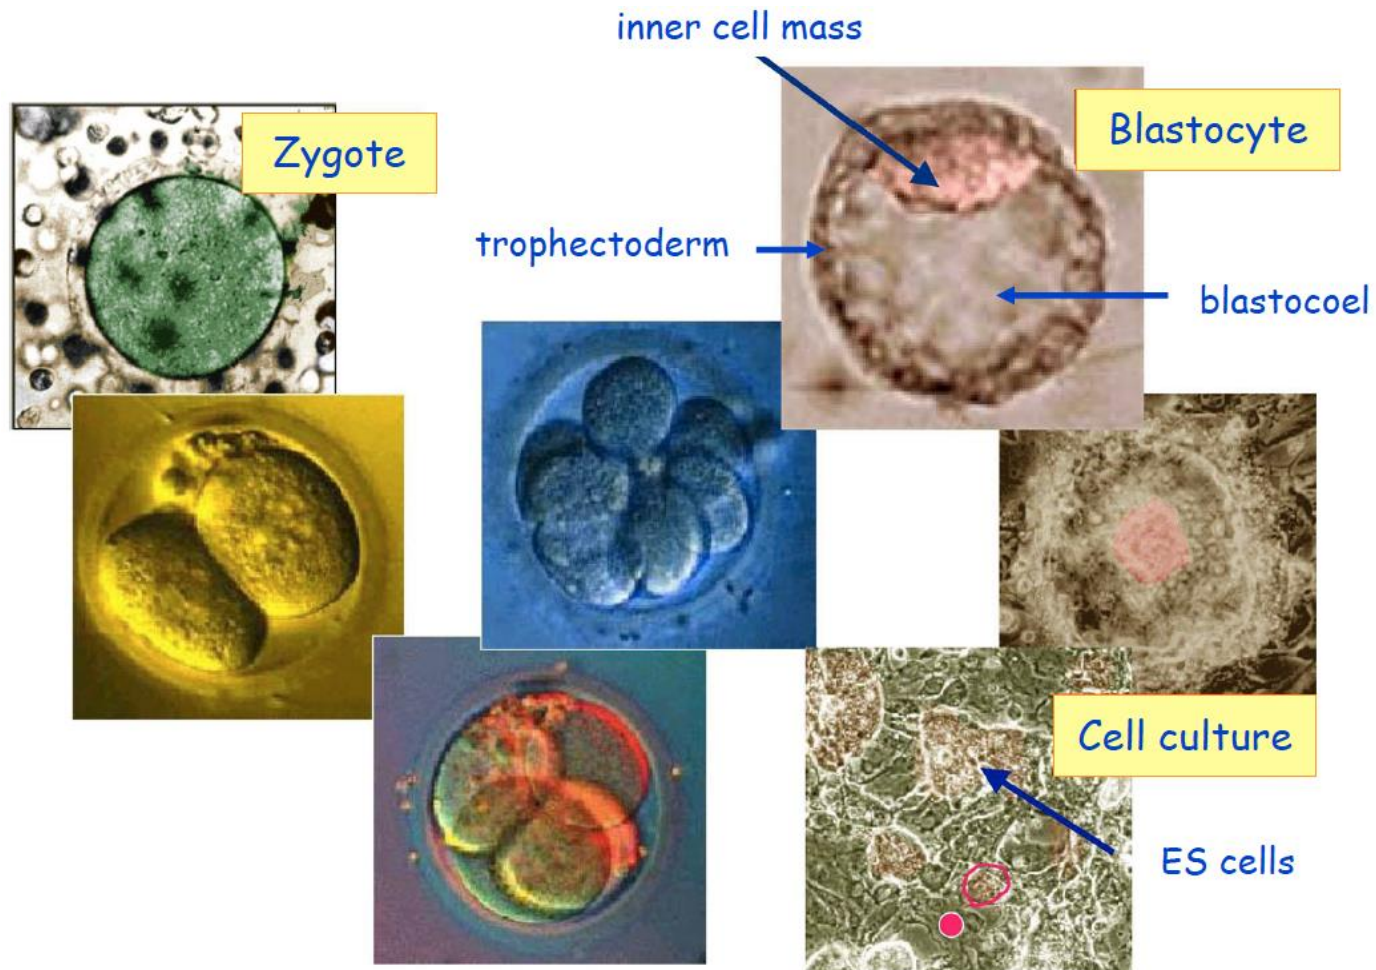 inner cell mass
Zygote
Blastocyte
trophectoderm
blastocoel
Cell culture
ES cells